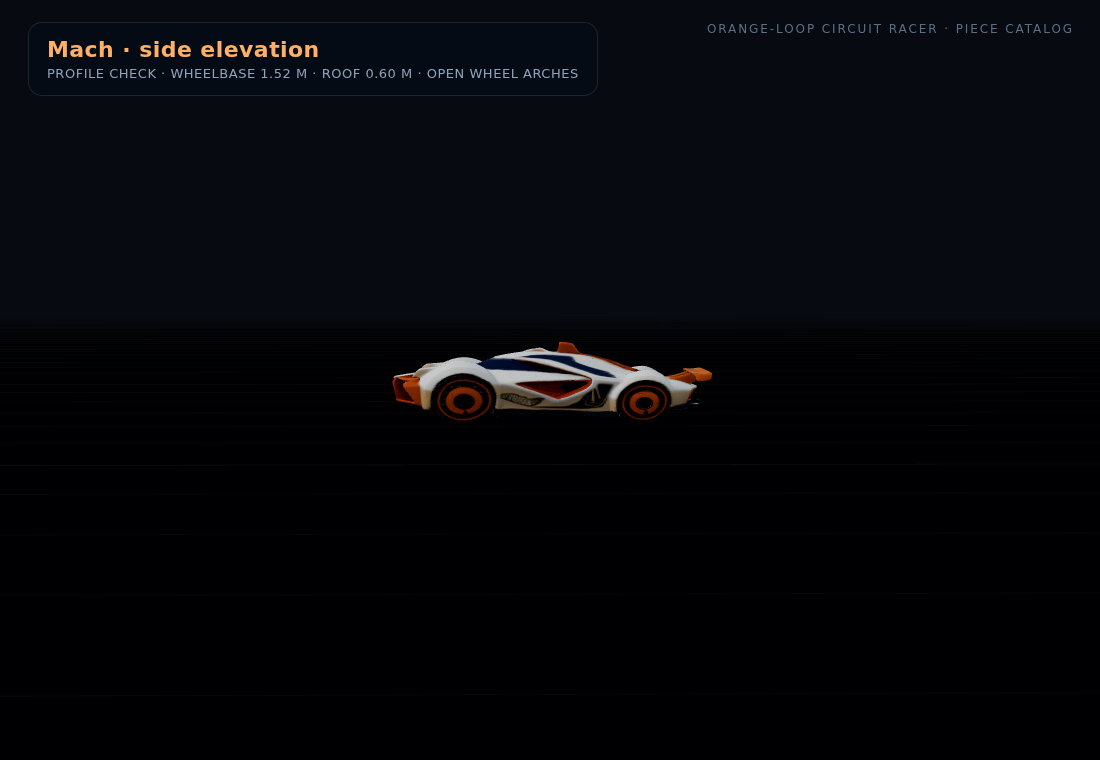 Mach · side elevation
PROFILE CHECK · WHEELBASE 1.52 M · ROOF 0.60 M · OPEN WHEEL ARCHES
ORANGE-LOOP CIRCUIT RACER · PIECE CATALOG